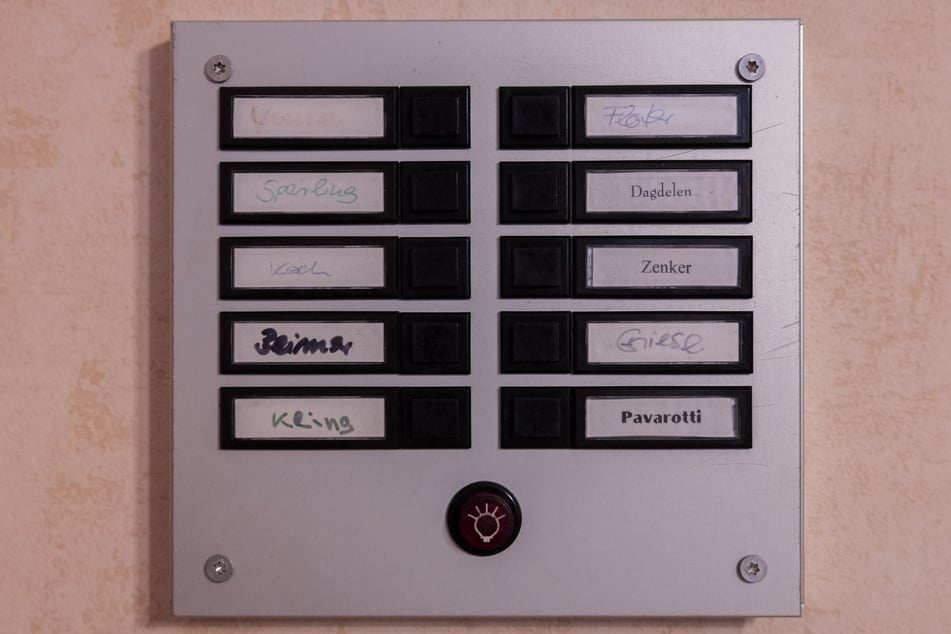 Sperling
Dagdelen
Koch
Zenker
Beimer
Griese
Kling
Pavarotti